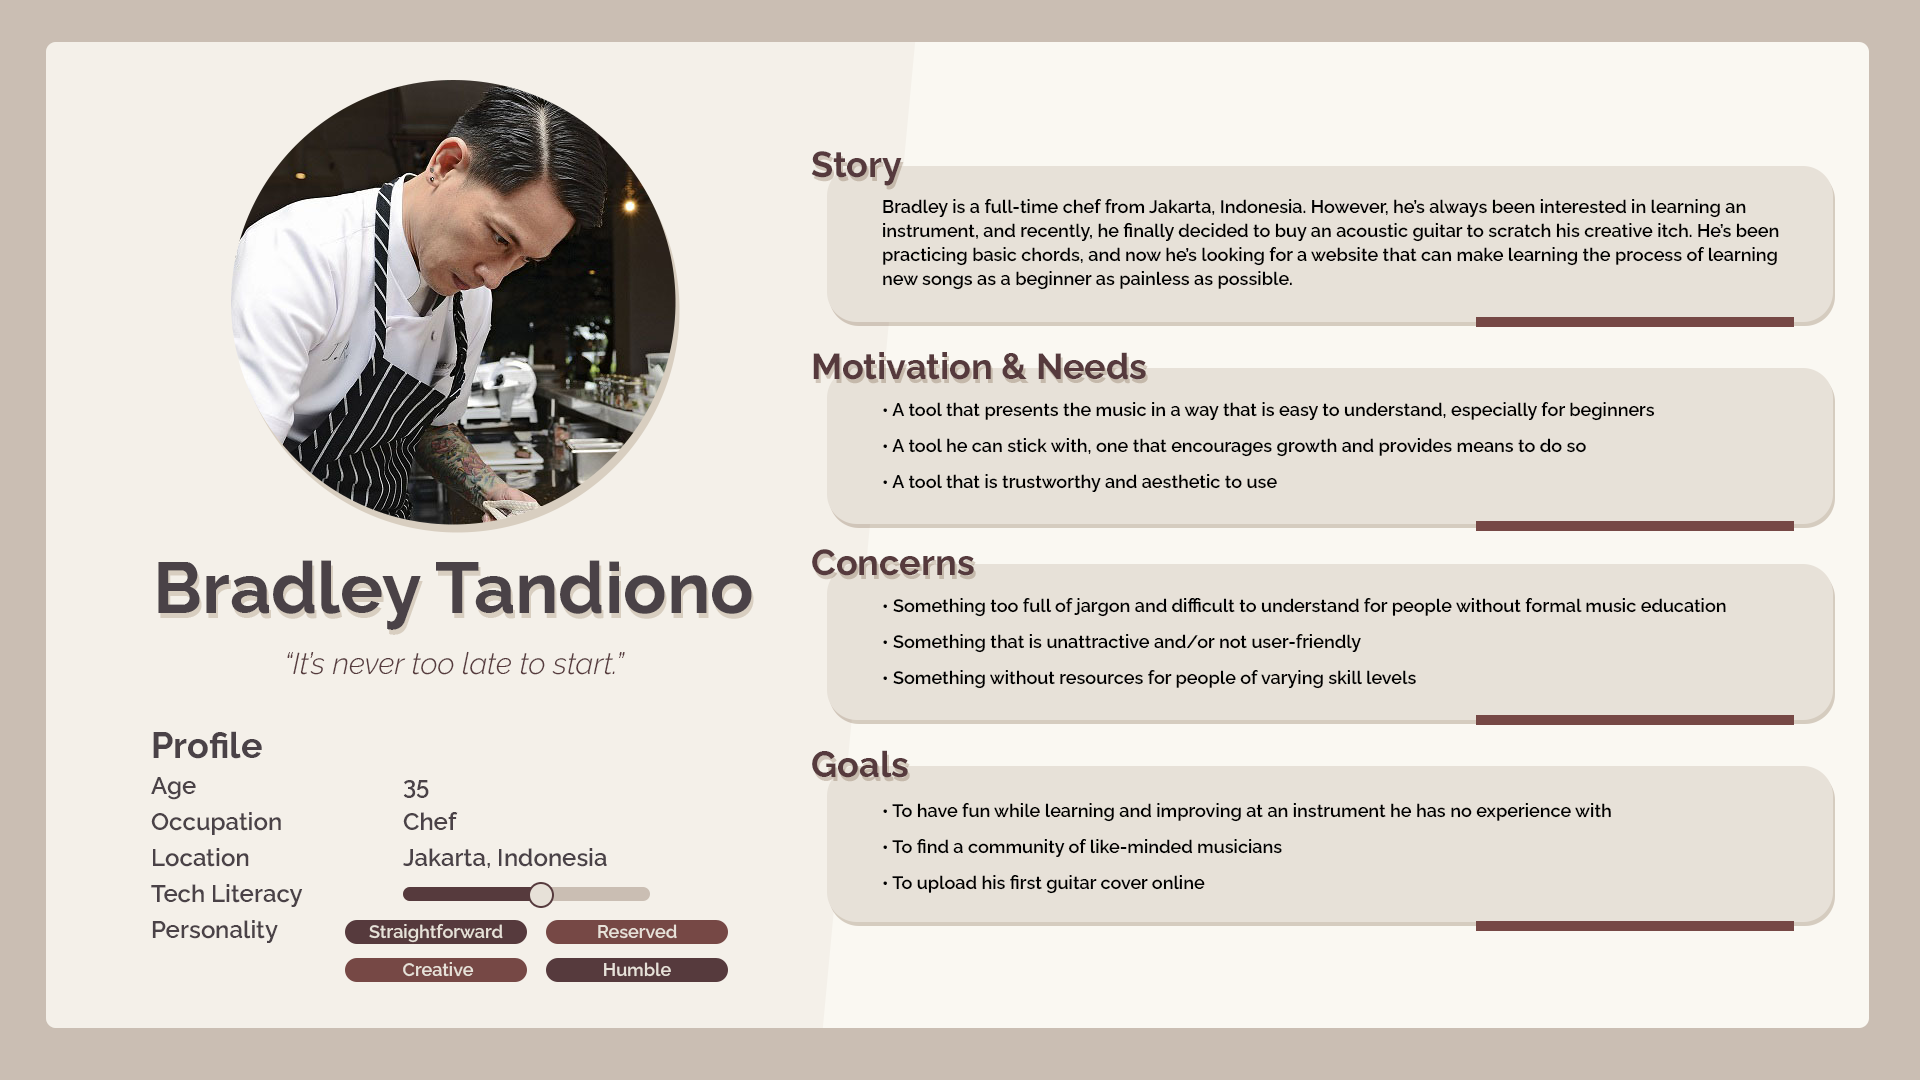 Bradley Tandiono
“It’s never too late to start.”
Profile
Age 35
Occupation Chef
Location Jakarta, Indonesia
Tech Literacy
Personality Straightforward Reserved
Creative Humble
Story
Bradley is a full-time chef from Jakarta, Indonesia. However, he’s always been interested in learning an
instrument, and recently, he finally decided to buy an acoustic guitar to scratch his creative itch. He’s been
practicing basic chords, and now he’s looking for a website that can make learning the process of learning
new songs as a beginner as painless as possible.
Motivation & Needs
• A tool that presents the music in a way that is easy to understand, especially for beginners
• A tool he can stick with, one that encourages growth and provides means to do so
• A tool that is trustworthy and aesthetic to use
Concerns
• Something too full of jargon and difficult to understand for people without formal music education
• Something that is unattractive and/or not user-friendly
• Something without resources for people of varying skill levels
Goals
• To have fun while learning and improving at an instrument he has no experience with
• To find a community of like-minded musicians
• To upload his first guitar cover online